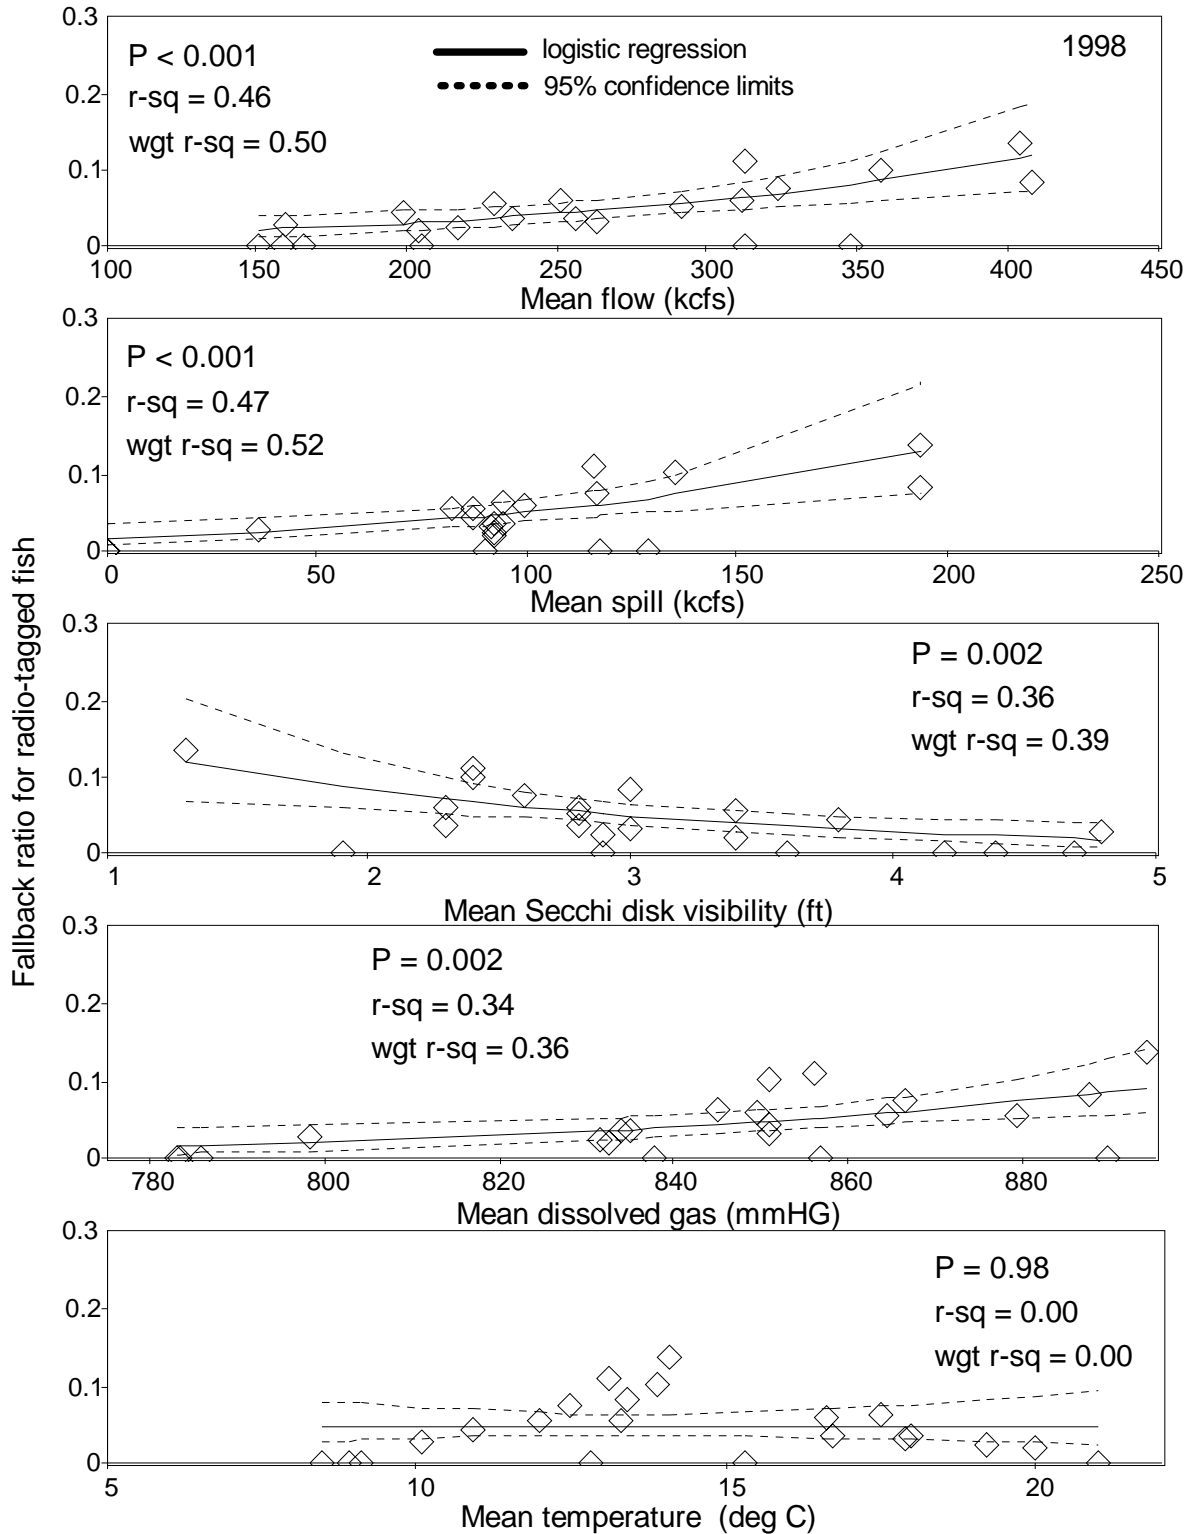 0.3
P < 0.001
logistic regression
1998
0.2
r-sq = 0.46
95% confidence limits
wgt r-sq = 0.50
0.1
0
100 150 200 250 300 350 400 450
Mean flow (kcfs)
0.3
P < 0.001
0.2
r-sq = 0.47
wgt r-sq = 0.52
0.1
0
0 50 100 150 200 250
Mean spill (kcfs)
Fallback ratio for radio-tagged fish
0.3
P = 0.002
0.2
r-sq = 0.36
wgt r-sq = 0.39
0.1
0
1 2 3 4 5
Mean Secchi disk visibility (ft)
0.3
P = 0.002
0.2
r-sq = 0.34
wgt r-sq = 0.36
0.1
0
780 800 820 840 860 880
Mean dissolved gas (mmHG)
0.3
P = 0.98
0.2
r-sq = 0.00
wgt r-sq = 0.00
0.1
0
5 10 15 20
Mean temperature (deg C)